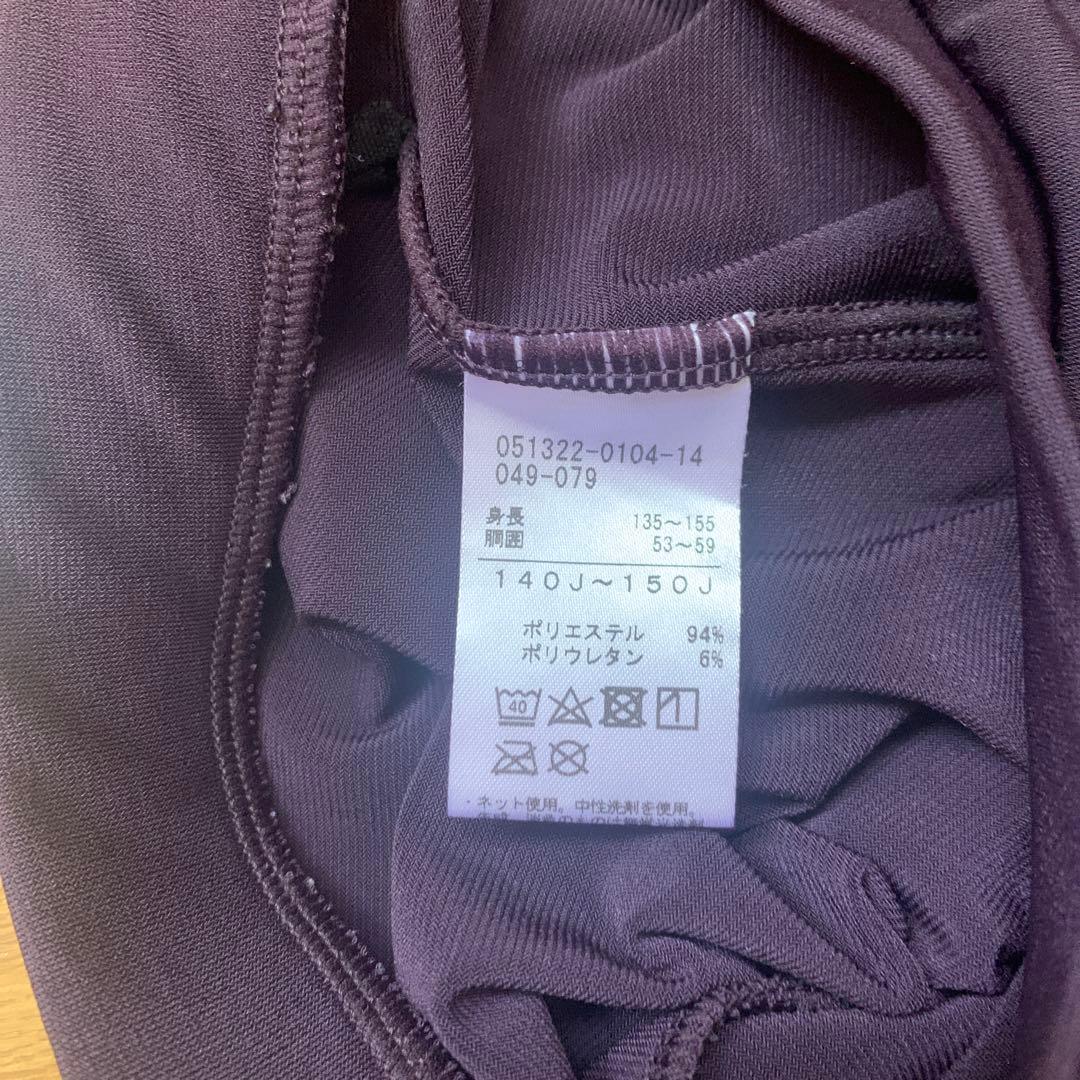 051322-0104-14
049-079
身長 135～155
胴囲 53～59
140J～150J
ポリエステル 94%
ポリウレタン 6%
40
・ネット使用。中性洗剤を使用。